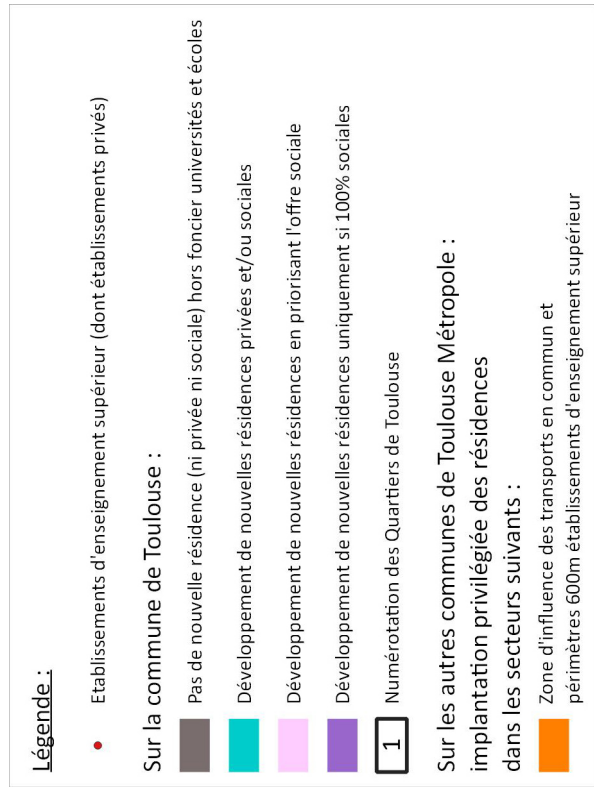 Légende :
Etablissements d'enseignement supérieur (dont établissements privés)
Sur la commune de Toulouse :
Pas de nouvelle résidence (ni privée ni sociale) hors foncier universités et écoles
Développement de nouvelles résidences privées et/ou sociales
Développement de nouvelles résidences en priorisant l'offre sociale
Développement de nouvelles résidences uniquement si 100% sociales
1 Numérotation des Quartiers de Toulouse
Sur les autres communes de Toulouse Métropole :
implantation privilégiée des résidences
dans les secteurs suivants :
Zone d'influence des transports en commun et
périmètres 600m établissements d'enseignement supérieur